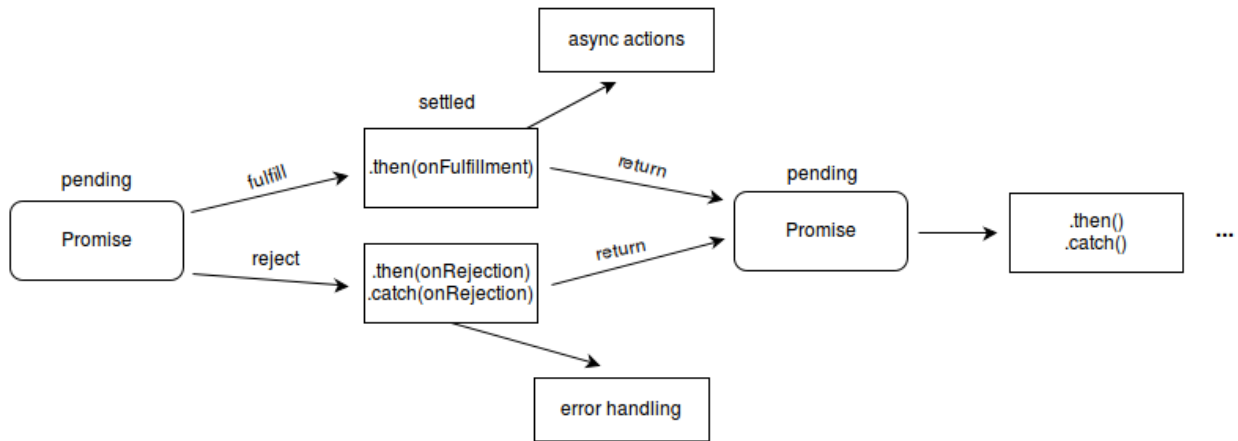 async actions
settled
.then(onFulfillment)
return
fulfill
pending
pending
Promise
Promise
.then()
.catch()
...
reject
.then(onRejection)
.catch(onRejection)
return
error handling